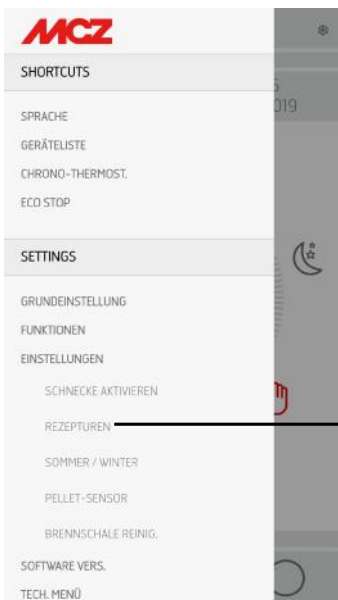 MCZ
SHORTCUTS
019
SPRACHE
GERÄTELISTE
CHRONO-THERMOST.
ECO STOP
SETTINGS
GRUNDEINSTELLUNG
FUNKTIONEN
EINSTELLUNGEN
SCHNECKE AKTIVIEREN
REZEPTUREN
SOMMER / WINTER
PELLET-SENSOR
BRENNSCHALE REINIG.
SOFTWARE VERS.
TECH. MENÜ